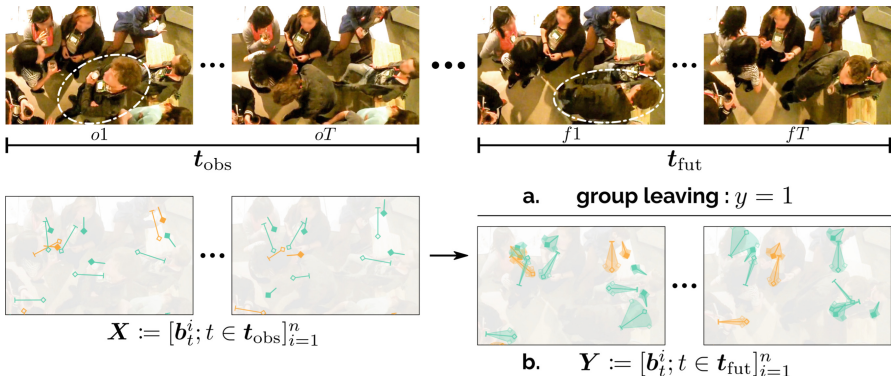 o1 oT f1 fT
t_obs t_fut
a. group leaving : y = 1
X := [b_t^i; t ∈ t_obs]_{i=1}^n
b. Y := [b_t^i; t ∈ t_fut]_{i=1}^n